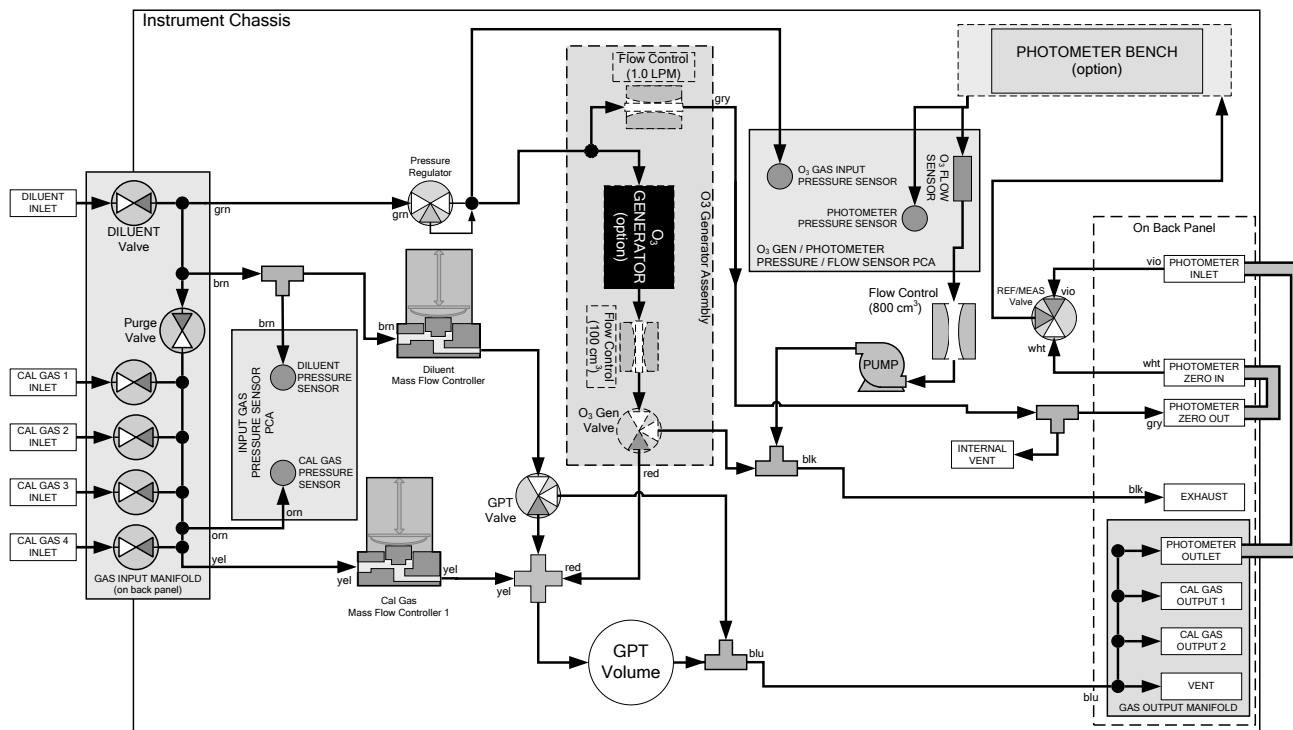 Instrument Chassis
Flow Control
(1.0 LPM)
gry
PHOTOMETER BENCH
(option)
Pressure
Regulator
O₃ GAS INPUT
PRESSURE SENSOR
O₃ FLOW
SENSOR
DILUENT
INLET
grn
grn
DILUENT
Valve
O₃
GENERATOR
(option)
O3 Generator Assembly
PHOTOMETER
PRESSURE SENSOR
O₃ GEN / PHOTOMETER
PRESSURE / FLOW SENSOR PCA
On Back Panel
brn
vio
PHOTOMETER
INLET
REF/MEAS
Valve
vio
Flow Control
(800 cm³)
Purge
Valve
brn
brn
Flow Control
(100 cm³)
wht
PUMP
wht
PHOTOMETER
ZERO IN
CAL GAS 1
INLET
DILUENT
PRESSURE
SENSOR
Diluent
Mass Flow Controller
INPUT GAS
PRESSURE SENSOR
PCA
O₃ Gen
Valve
PHOTOMETER
ZERO OUT
gry
CAL GAS 2
INLET
INTERNAL
VENT
CAL GAS
PRESSURE
SENSOR
red
blk
CAL GAS 3
INLET
GPT
Valve
blk
EXHAUST
orn
orn
CAL GAS 4
INLET
yel
yel
yel
yel
red
PHOTOMETER
OUTLET
GAS INPUT MANIFOLD
(on back panel)
Cal Gas
Mass Flow Controller 1
CAL GAS
OUTPUT 1
CAL GAS
OUTPUT 2
GPT
Volume
blu
VENT
blu
GAS OUTPUT MANIFOLD